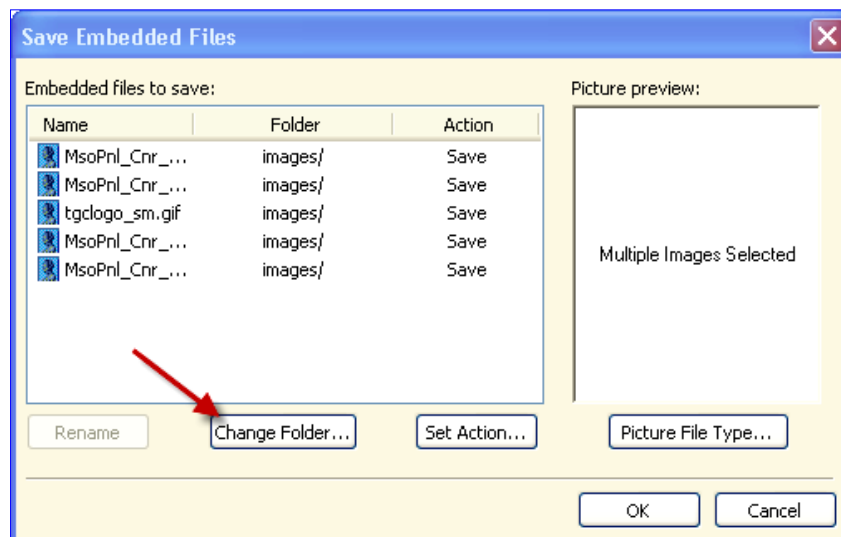 Save Embedded Files
Embedded files to save:
Picture preview:
Name Folder Action
MsoPnl_Cnr_... images/ Save
MsoPnl_Cnr_... images/ Save
tgclogo_sm.gif images/ Save
MsoPnl_Cnr_... images/ Save
MsoPnl_Cnr_... images/ Save
Multiple Images Selected
Rename Change Folder... Set Action... Picture File Type...
OK Cancel